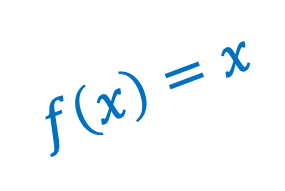 f(x) = x